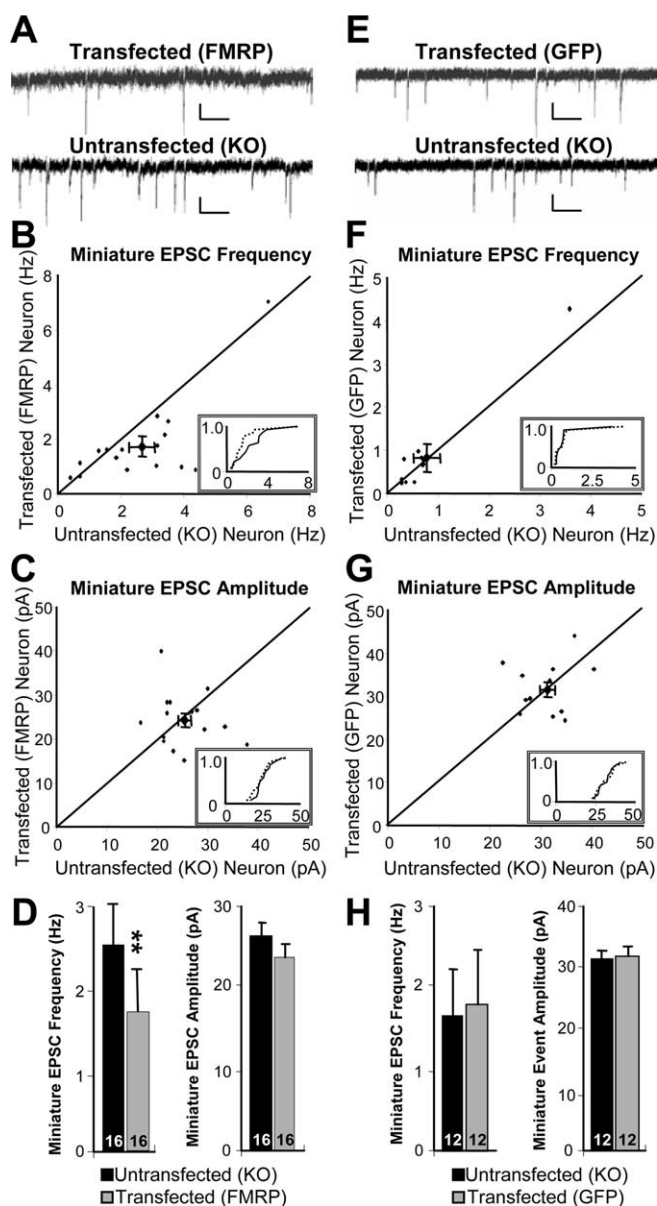 A
Transfected (FMRP)
Untransfected (KO)
B
Miniature EPSC Frequency
Transfected (FMRP) Neuron (Hz)
8
6
4
2
0
0 2 4 6 8
Untransfected (KO) Neuron (Hz)
1.0
0
0 4 8
C
Miniature EPSC Amplitude
Transfected (FMRP) Neuron (pA)
50
40
30
20
10
0
0 10 20 30 40 50
Untransfected (KO) Neuron (pA)
1.0
0
0 25 50
D
Miniature EPSC Frequency (Hz)
3
2
1
0
**
16 16
Miniature EPSC Amplitude (pA)
30
20
10
0
16 16
Untransfected (KO)
Transfected (FMRP)
E
Transfected (GFP)
Untransfected (KO)
F
Miniature EPSC Frequency
Transfected (GFP) Neuron (Hz)
5
4
3
2
1
0
0 1 2 3 4 5
Untransfected (KO) Neuron (Hz)
1.0
0
0 2.5 5
G
Miniature EPSC Amplitude
Transfected (GFP) Neuron (pA)
50
40
30
20
10
0
0 10 20 30 40 50
Untransfected (KO) Neuron (pA)
1.0
0
0 25 50
H
Miniature EPSC Frequency (Hz)
3
2
1
0
12 12
Miniature Event Amplitude (pA)
40
30
20
10
0
12 12
Untransfected (KO)
Transfected (GFP)